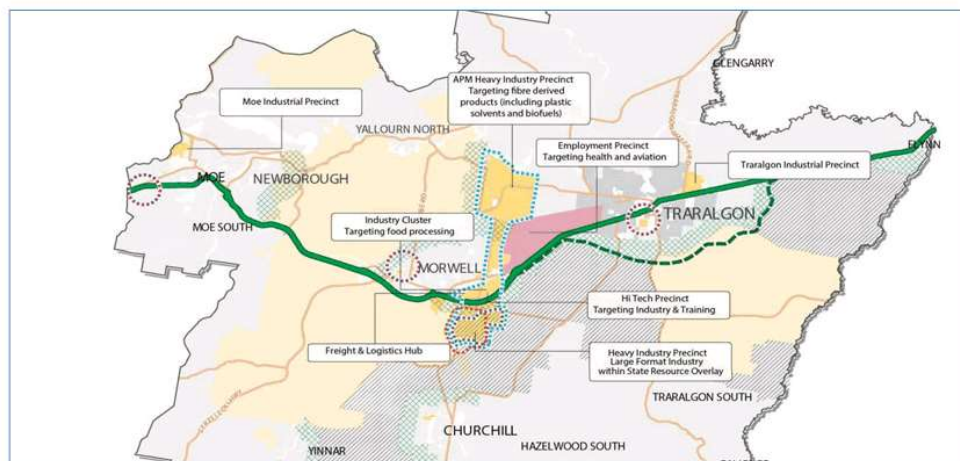 GLENGARRY
APM Heavy Industry Precinct
Targeting fibre derived
products (including plastic
solvents and biofuels)
Moe Industrial Precinct
YALLOURN NORTH
Employment Precinct
Targeting health and aviation
Traralgon Industrial Precinct
FLYNN
MOE
NEWBOROUGH
TRARALGON
MOE SOUTH
Industry Cluster
Targeting food processing
MORWELL
Hi Tech Precinct
Targeting Industry & Training
Freight & Logistics Hub
Heavy Industry Precinct
Large Format Industry
within State Resource Overlay
TRARALGON SOUTH
CHURCHILL
HAZELWOOD SOUTH
YINNAR